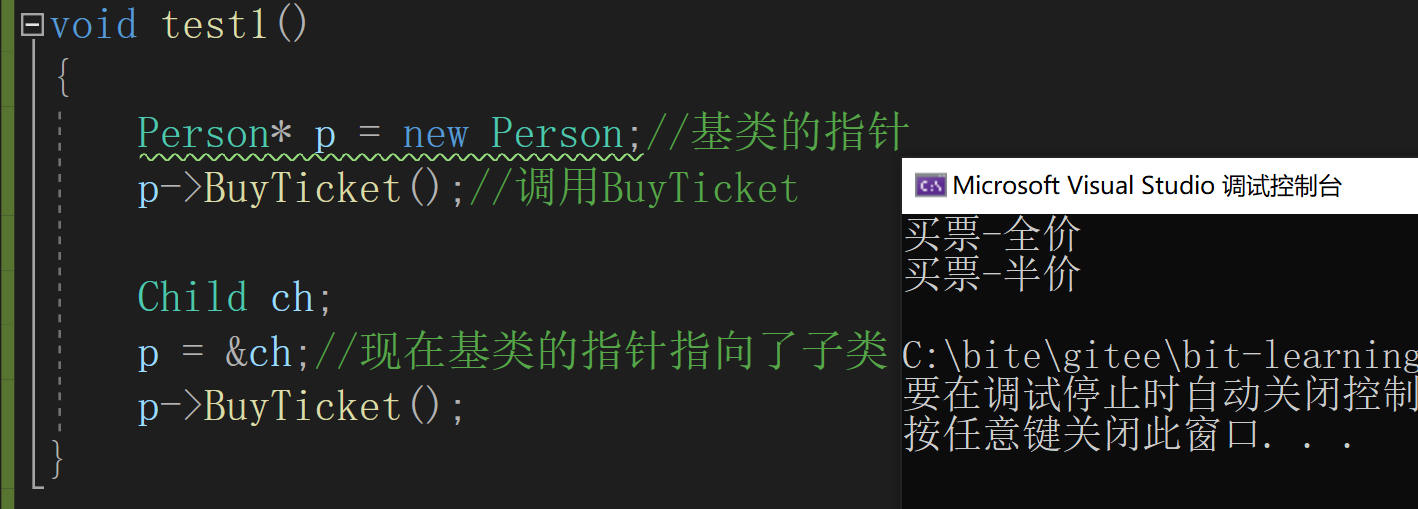 void test1()
{
Person* p = new Person;//基类的指针
p->BuyTicket();//调用BuyTicket
Child ch;
p = &ch;//现在基类的指针指向了子类
p->BuyTicket();
}
Microsoft Visual Studio 调试控制台
买票-全价
买票-半价
C:\bite\gitee\bit-learning
要在调试停止时自动关闭控制
按任意键关闭此窗口. . .